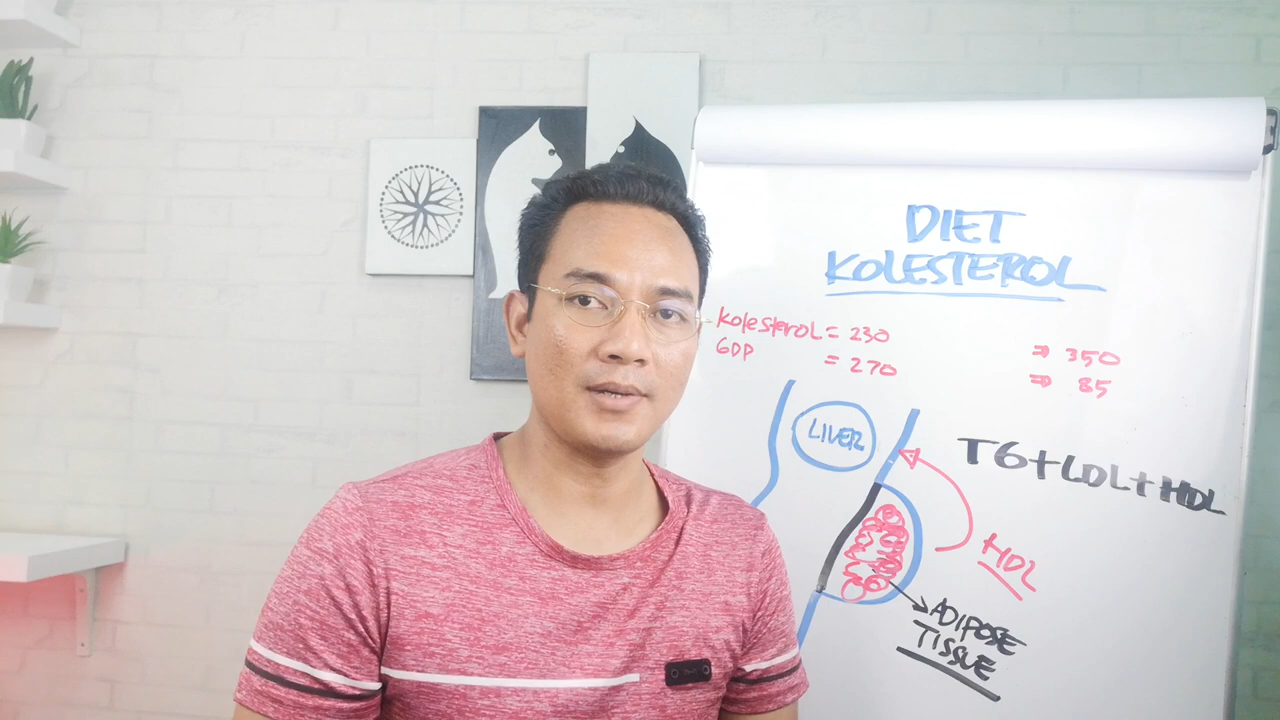 DIET
KOLESTEROL
Kolesterol = 230 ⇒ 350
GDP = 270 ⇒ 85
LIVER
TG+LDL+HDL
HDL
ADIPOSE
TISSUE